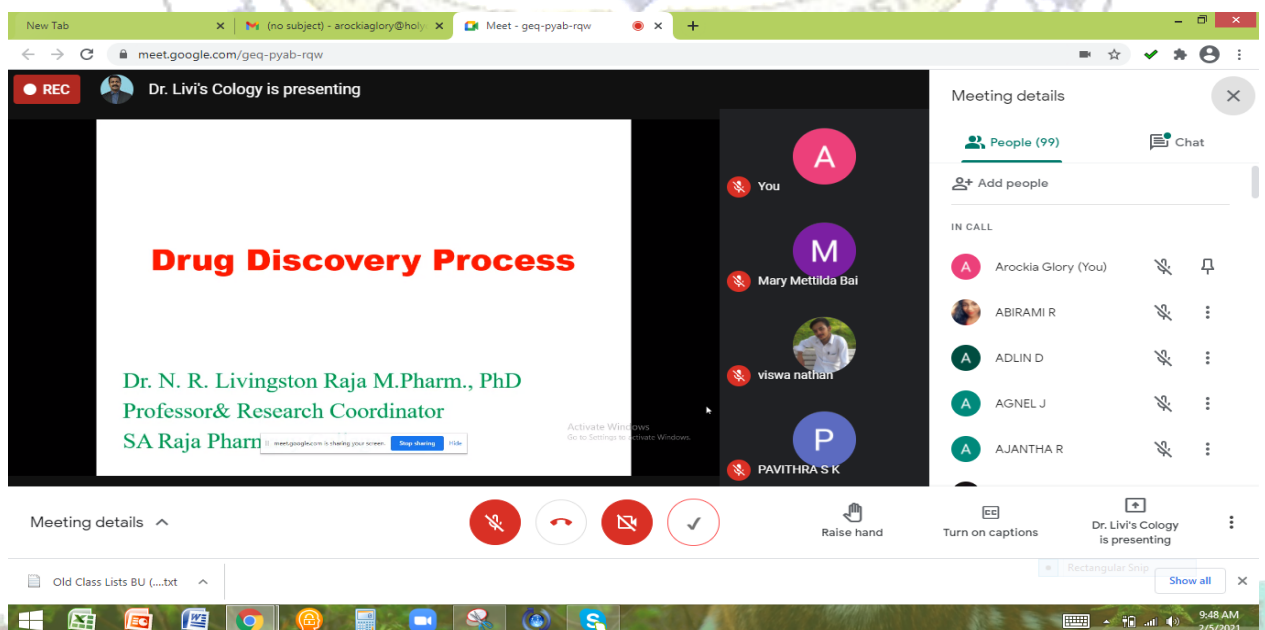 New Tab
(no subject) - arockiaglory@holy
Meet - geq-pyab-rqw
meet.google.com/geq-pyab-rqw
REC
Dr. Livi's Cology is presenting
Drug Discovery Process
Dr. N. R. Livingston Raja M.Pharm., PhD
Professor& Research Coordinator
SA Raja Pharm
meet.google.com is sharing your screen.
Stop sharing
Hide
Activate Windows
Go to Settings to activate Windows.
A
You
M
Mary Mettilda Bai
viswa nathan
P
PAVITHRA S K
Meeting details
People (99)
Chat
Add people
IN CALL
A
Arockia Glory (You)
ABIRAMI R
A
ADLIN D
A
AGNEL J
A
AJANTHA R
Meeting details
Raise hand
CC
Turn on captions
Dr. Livi's Cology
is presenting
Old Class Lists BU (....txt
Rectangular Snip
Show all
9:48 AM
2/5/2021